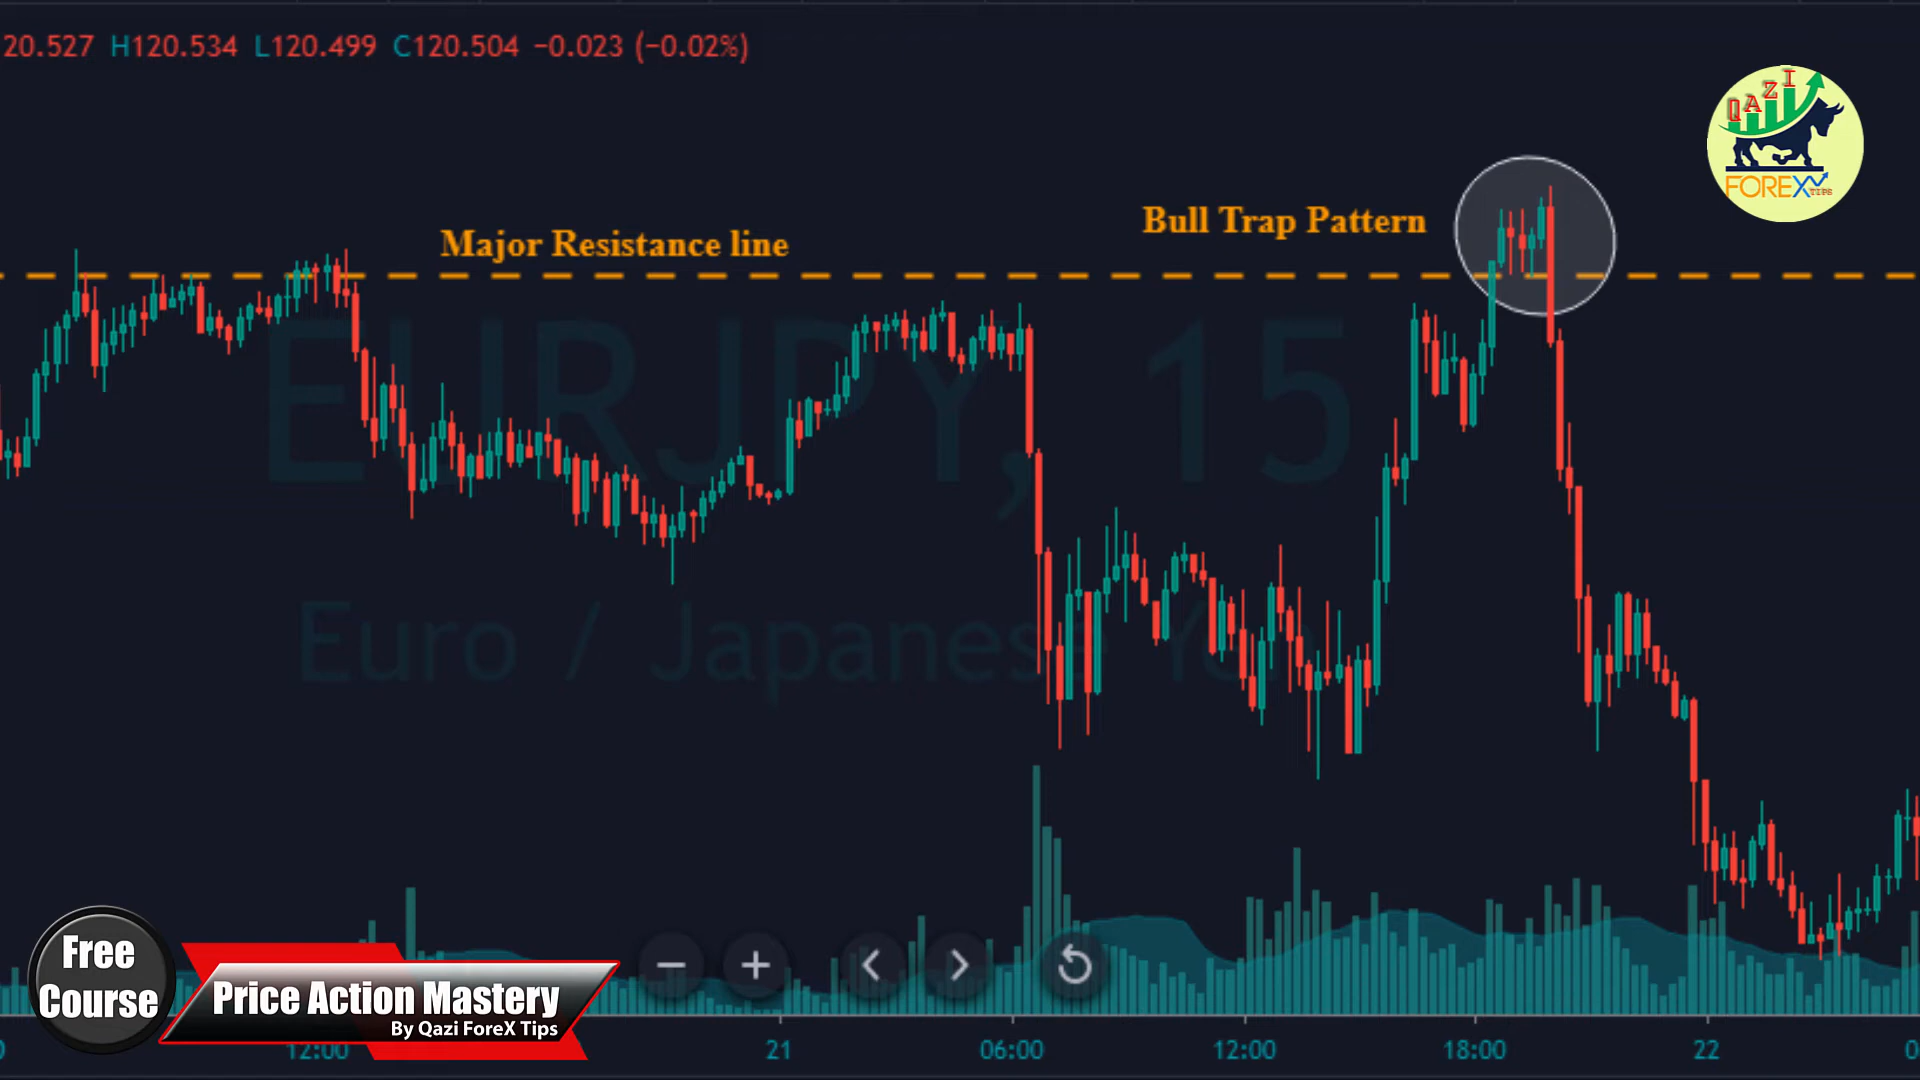 20.527 H120.534 L120.499 C120.504 −0.023 (−0.02%)
QAZI
FOREX
TIPS
Major Resistance line
Bull Trap Pattern
EURJPY, 15
Euro / Japanese Yen
Free
Course
Price Action Mastery
By Qazi ForeX Tips
12:00 21 06:00 12:00 18:00 22